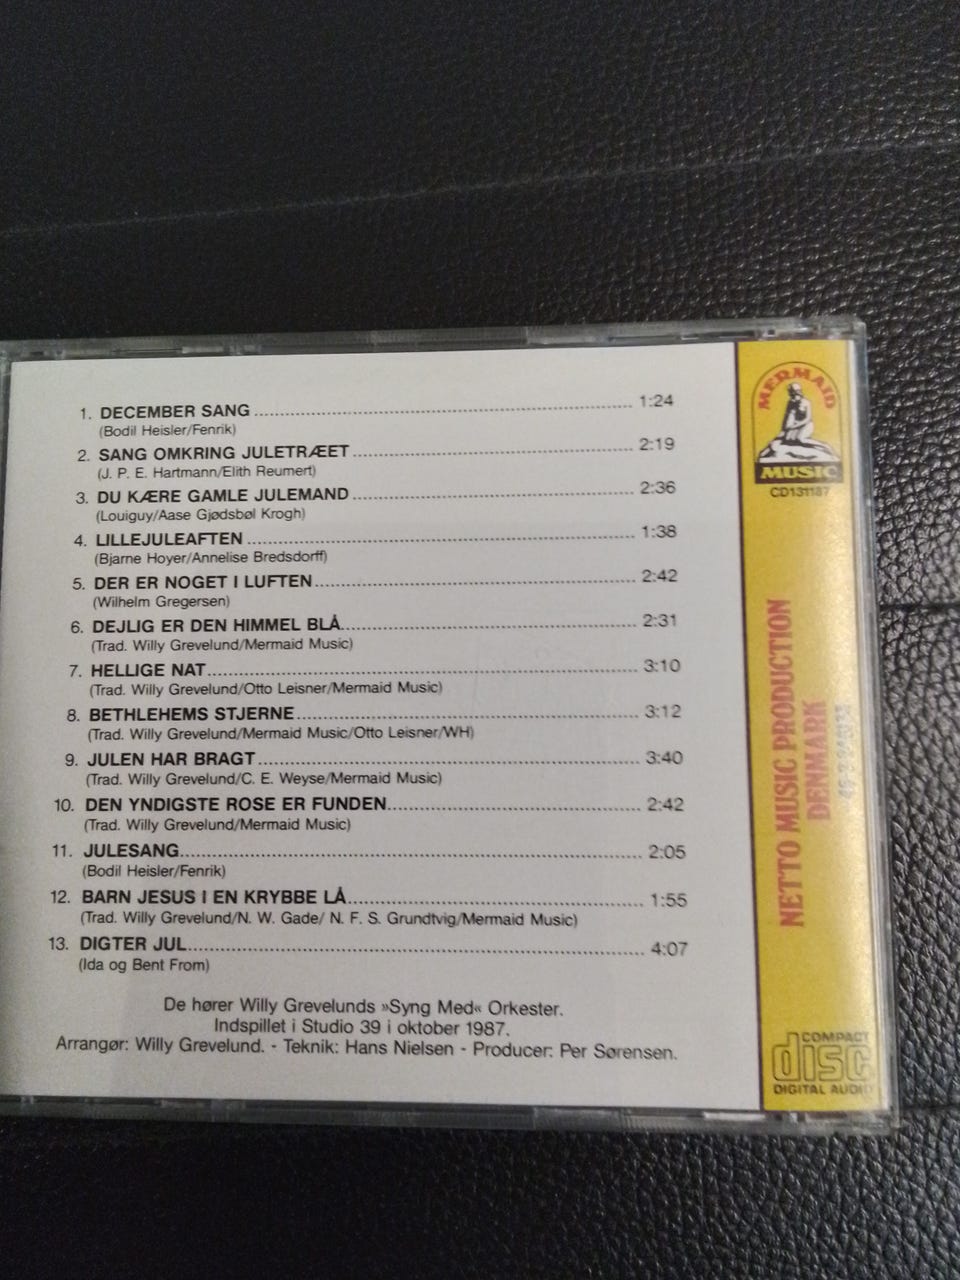 1. DECEMBER SANG 1:24
(Bodil Heisler/Fenrik)
2. SANG OMKRING JULETRÆET 2:19
(J. P. E. Hartmann/Elith Reumert)
3. DU KÆRE GAMLE JULEMAND 2:36
(Louiguy/Aase Gjødsbøl Krogh)
4. LILLEJULEAFTEN 1:38
(Bjarne Hoyer/Annelise Bredsdorff)
5. DER ER NOGET I LUFTEN 2:42
(Wilhelm Gregersen)
6. DEJLIG ER DEN HIMMEL BLÅ 2:31
(Trad. Willy Grevelund/Mermaid Music)
7. HELLIGE NAT 3:10
(Trad. Willy Grevelund/Otto Leisner/Mermaid Music)
8. BETHLEHEMS STJERNE 3:12
(Trad. Willy Grevelund/Mermaid Music/Otto Leisner/WH)
9. JULEN HAR BRAGT 3:40
(Trad. Willy Grevelund/C. E. Weyse/Mermaid Music)
10. DEN YNDIGSTE ROSE ER FUNDEN 2:42
(Trad. Willy Grevelund/Mermaid Music)
11. JULESANG 2:05
(Bodil Heisler/Fenrik)
12. BARN JESUS I EN KRYBBE LÅ 1:55
(Trad. Willy Grevelund/N. W. Gade/ N. F. S. Grundtvig/Mermaid Music)
13. DIGTER JUL 4:07
(Ida og Bent From)
De hører Willy Grevelunds »Syng Med« Orkester.
Indspillet i Studio 39 i oktober 1987.
Arrangør: Willy Grevelund. - Teknik: Hans Nielsen - Producer: Per Sørensen.
MERMAID
MUSIC
CD131187
NETTO MUSIC PRODUCTION
DENMARK
COMPACT
disc
DIGITAL AUDIO